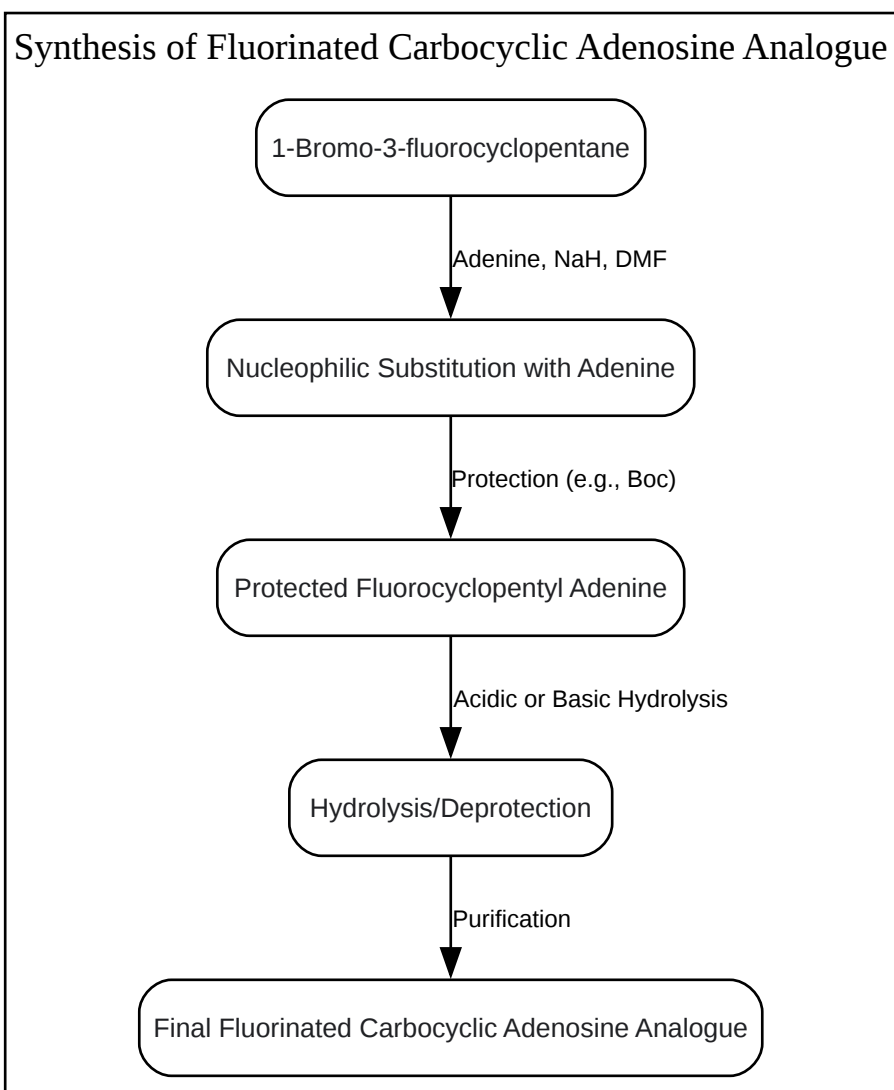 Synthesis of Fluorinated Carbocyclic Adenosine Analogue
1-Bromo-3-fluorocyclopentane
Adenine, NaH, DMF
Nucleophilic Substitution with Adenine
Protection (e.g., Boc)
Protected Fluorocyclopentyl Adenine
Acidic or Basic Hydrolysis
Hydrolysis/Deprotection
Purification
Final Fluorinated Carbocyclic Adenosine Analogue